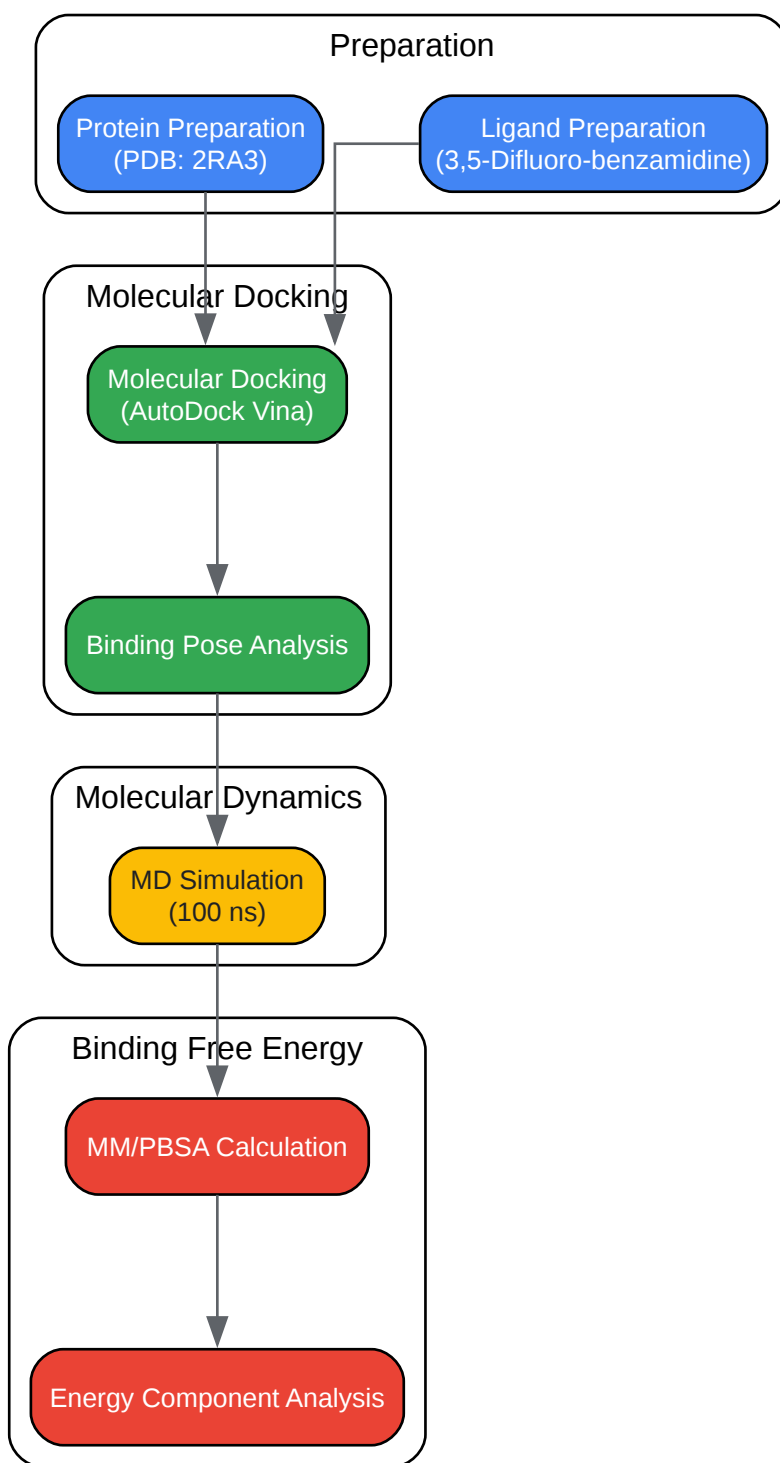 Preparation
Protein Preparation
(PDB: 2RA3)
Ligand Preparation
(3,5-Difluoro-benzamidine)
Molecular Docking
Molecular Docking
(AutoDock Vina)
Binding Pose Analysis
Molecular Dynamics
MD Simulation
(100 ns)
Binding Free Energy
MM/PBSA Calculation
Energy Component Analysis